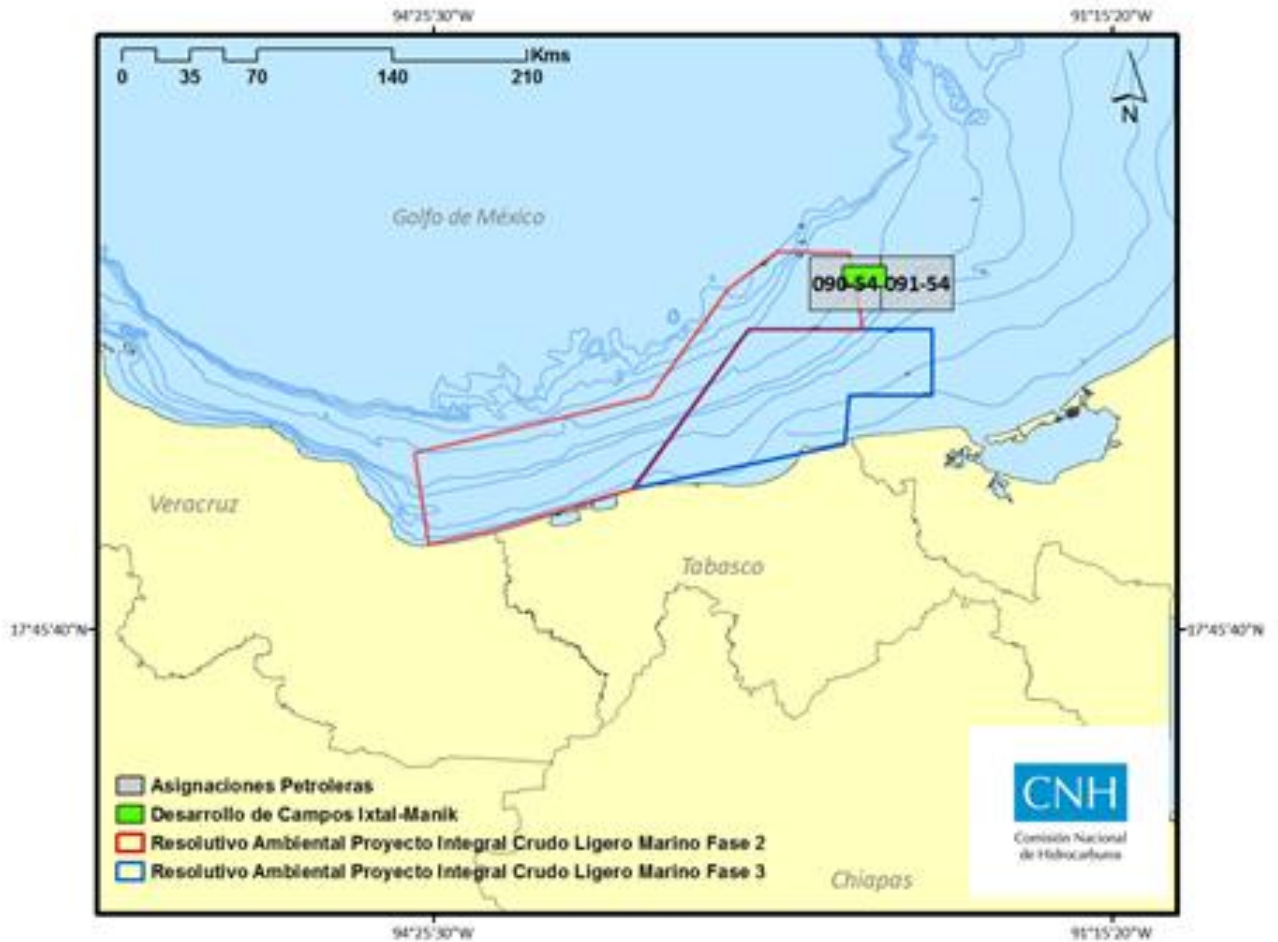 94°25'30"W 91°15'20"W
Kms
0 35 70 140 210
N
Golfo de México
090-54 091-54
Veracruz
Tabasco
17°45'40"N 17°45'40"N
CNH
Comisión Nacional
de Hidrocarburos
Asignaciones Petroleras
Desarrollo de Campos Ixtal-Manik
Resolutivo Ambiental Proyecto Integral Crudo Ligero Marino Fase 2
Resolutivo Ambiental Proyecto Integral Crudo Ligero Marino Fase 3
Chiapas
94°25'30"W 91°15'20"W